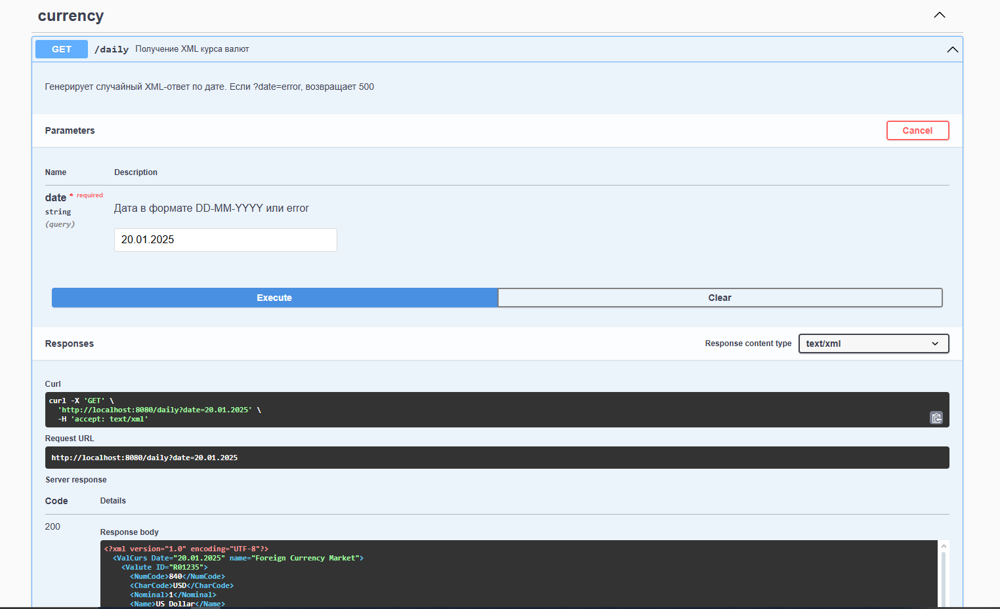 currency
GET /daily Получение XML курса валют
Генерирует случайный XML-ответ по дате. Если ?date=error, возвращает 500
Parameters
Cancel
Name Description
date * required
string
(query)
Дата в формате DD-MM-YYYY или error
20.01.2025
Execute Clear
Responses
Response content type text/xml
Curl
curl -X 'GET' \
'http://localhost:8080/daily?date=20.01.2025' \
-H 'accept: text/xml'
Request URL
http://localhost:8080/daily?date=20.01.2025
Server response
Code Details
200
Response body
<?xml version="1.0" encoding="UTF-8"?>
<ValCurs Date="20.01.2025" name="Foreign Currency Market">
<Valute ID="R01235">
<NumCode>840</NumCode>
<CharCode>USD</CharCode>
<Nominal>1</Nominal>
<Name>US Dollar</Name>